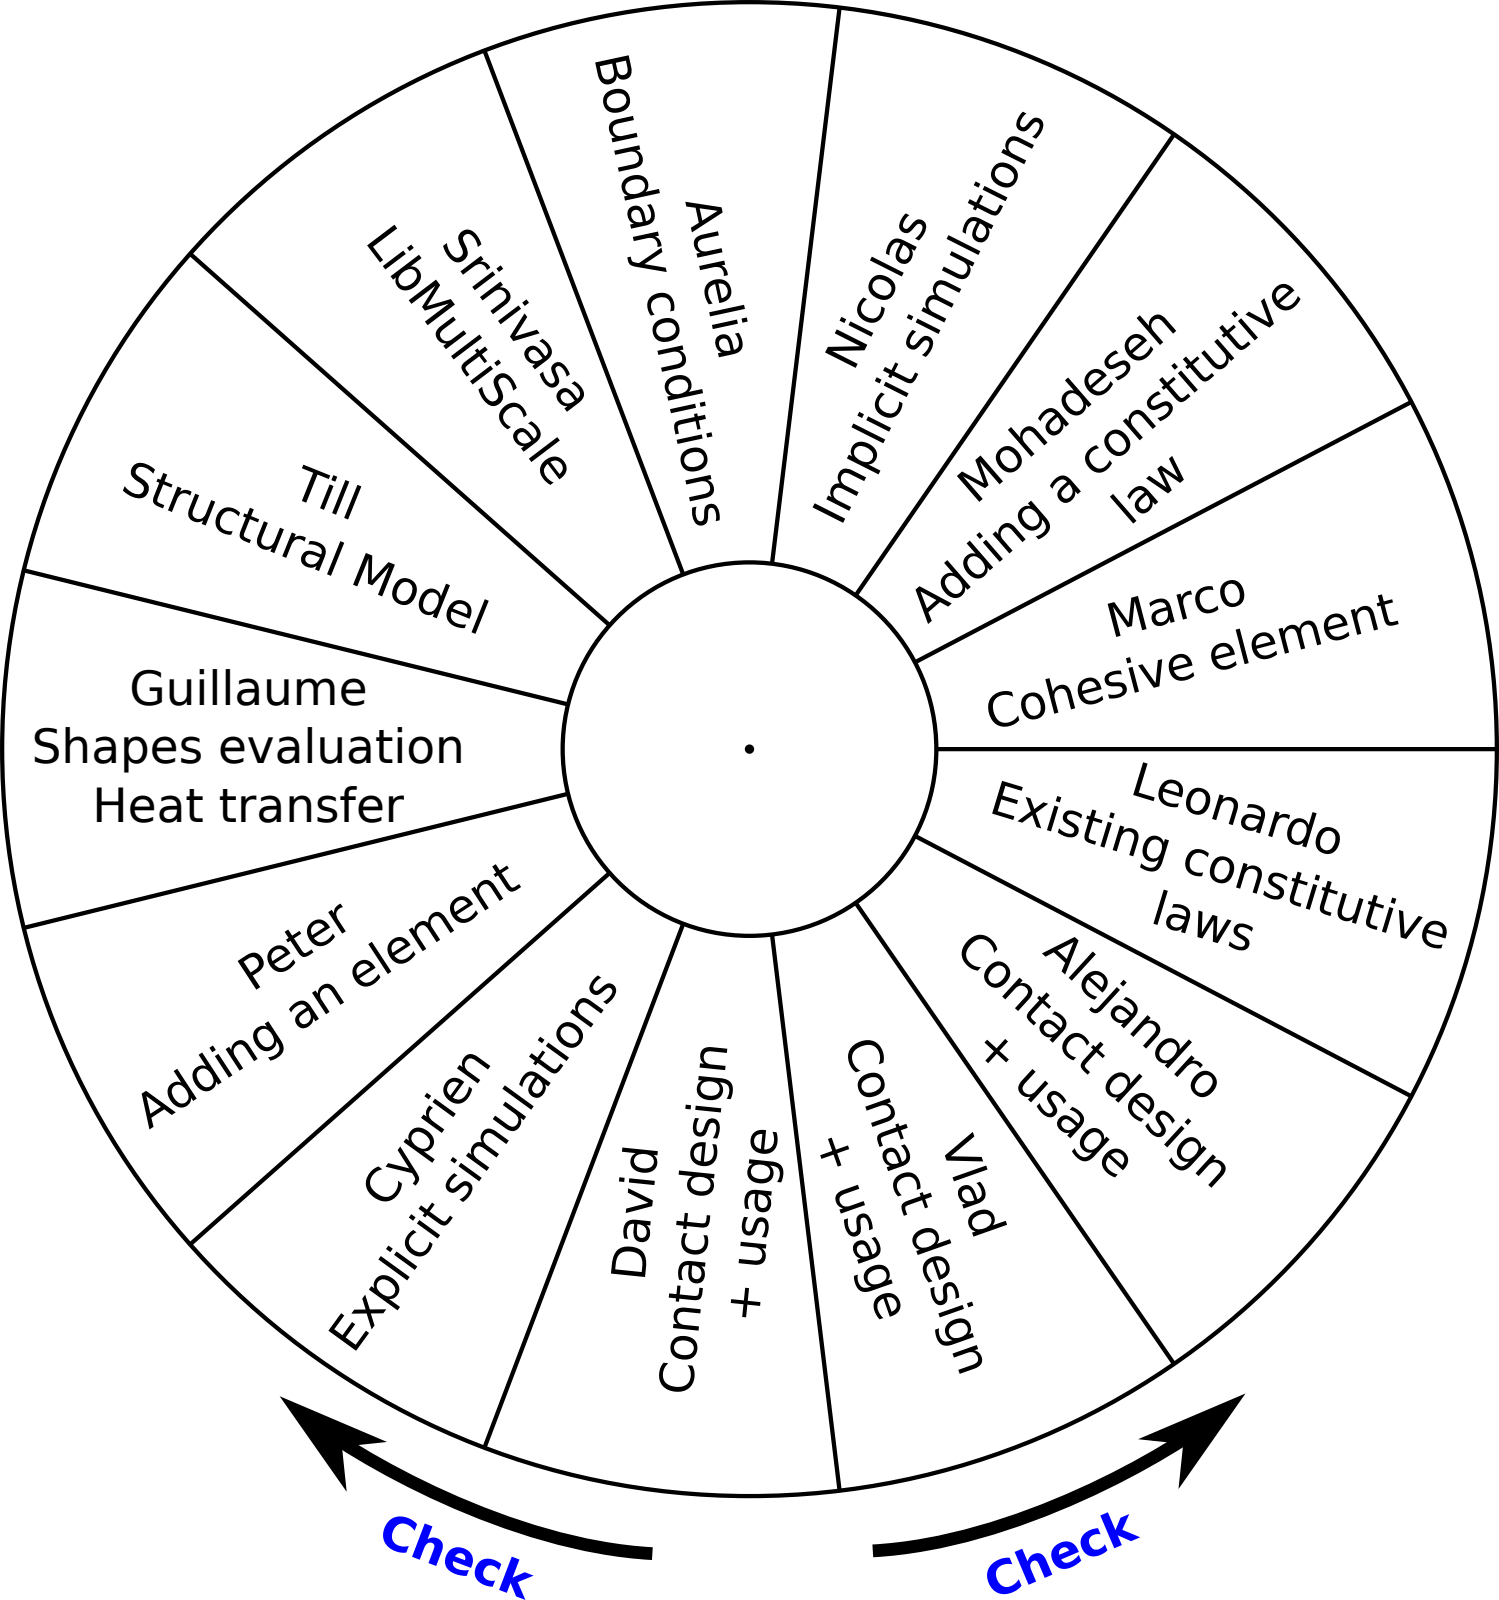 Aurelia
Boundary conditions
Nicolas
Implicit simulations
Mohadeseh
Adding a constitutive
law
Marco
Cohesive element
Leonardo
Existing constitutive
laws
Alejandro
Contact design
+ usage
Vlad
Contact design
+ usage
David
Contact design
+ usage
Cyprien
Explicit simulations
Peter
Adding an element
Guillaume
Shapes evaluation
Heat transfer
Till
Structural Model
Srinivasa
LibMultiScale
Check
Check